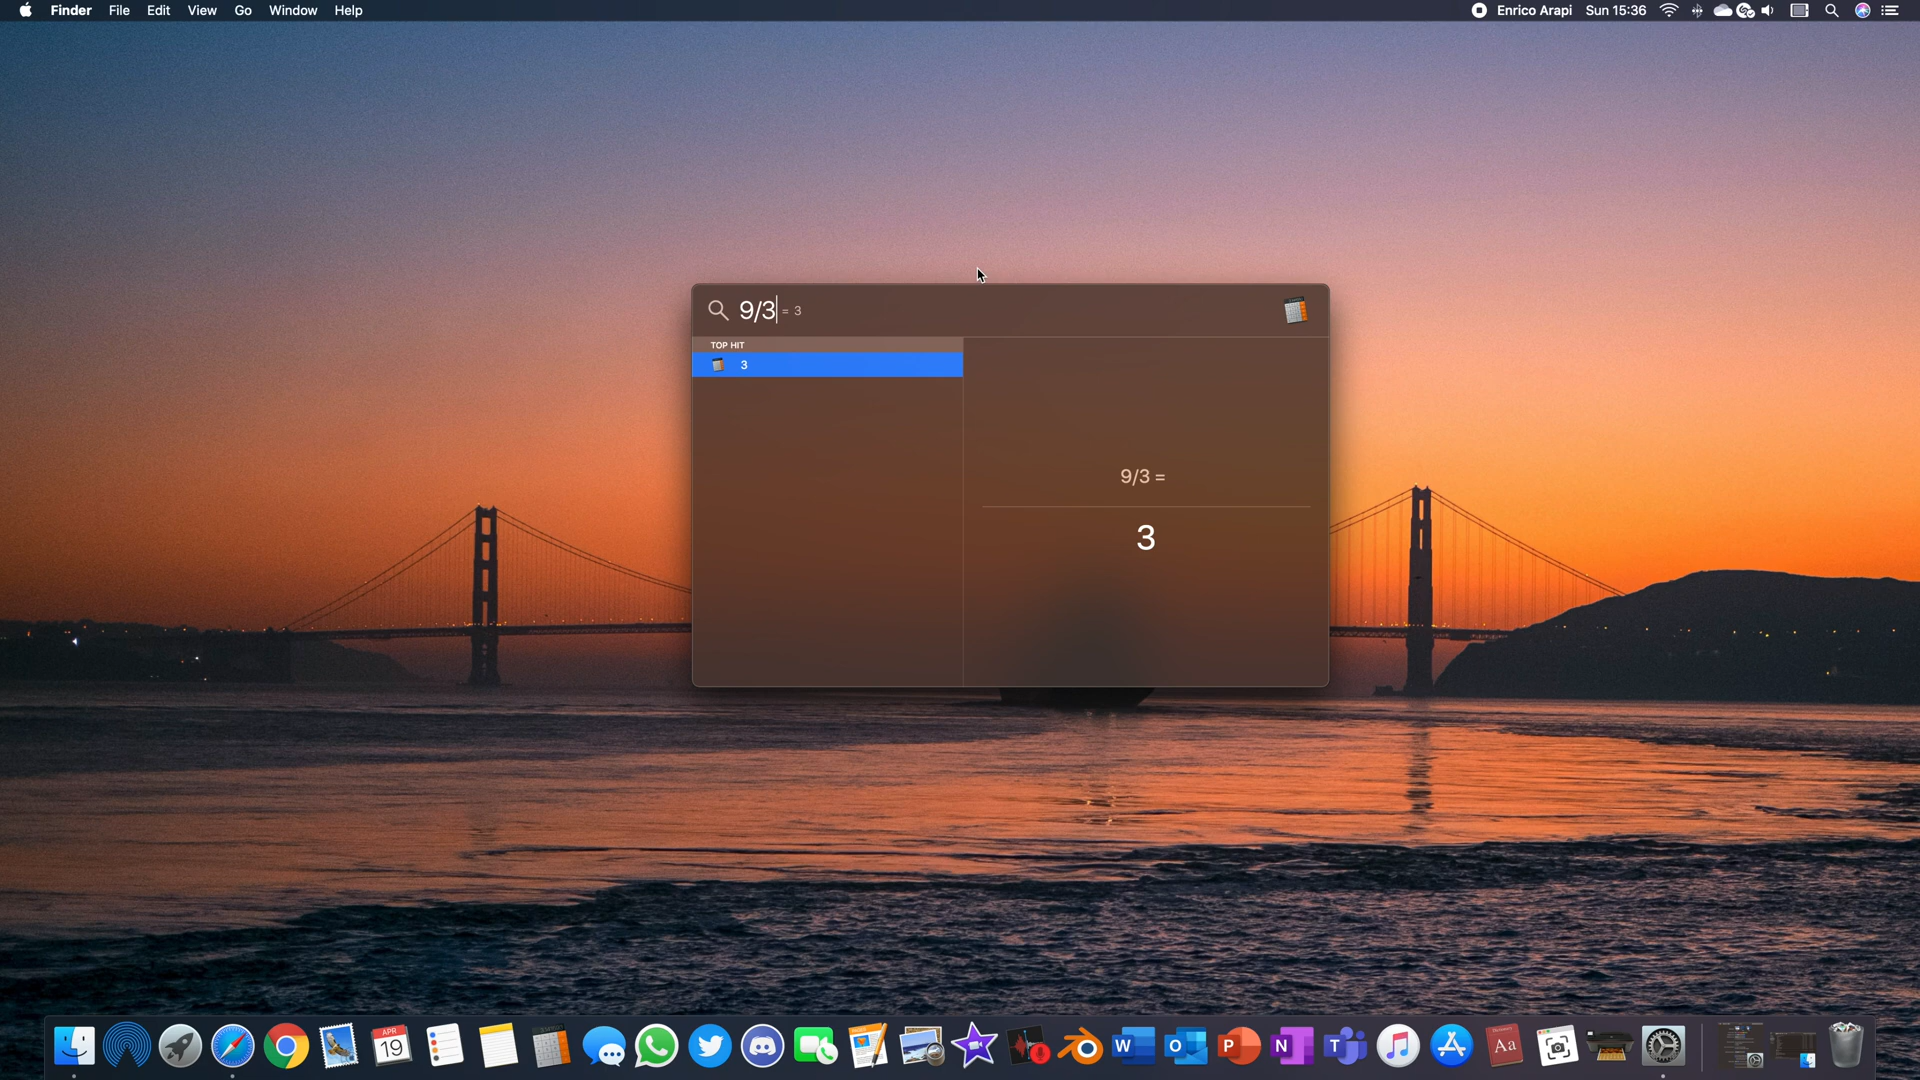 Finder File Edit View Go Window Help Enrico Arapi Sun 15:36
9/3 = 3
TOP HIT
3
9/3 =
3
APR
19
W O P N T Aa